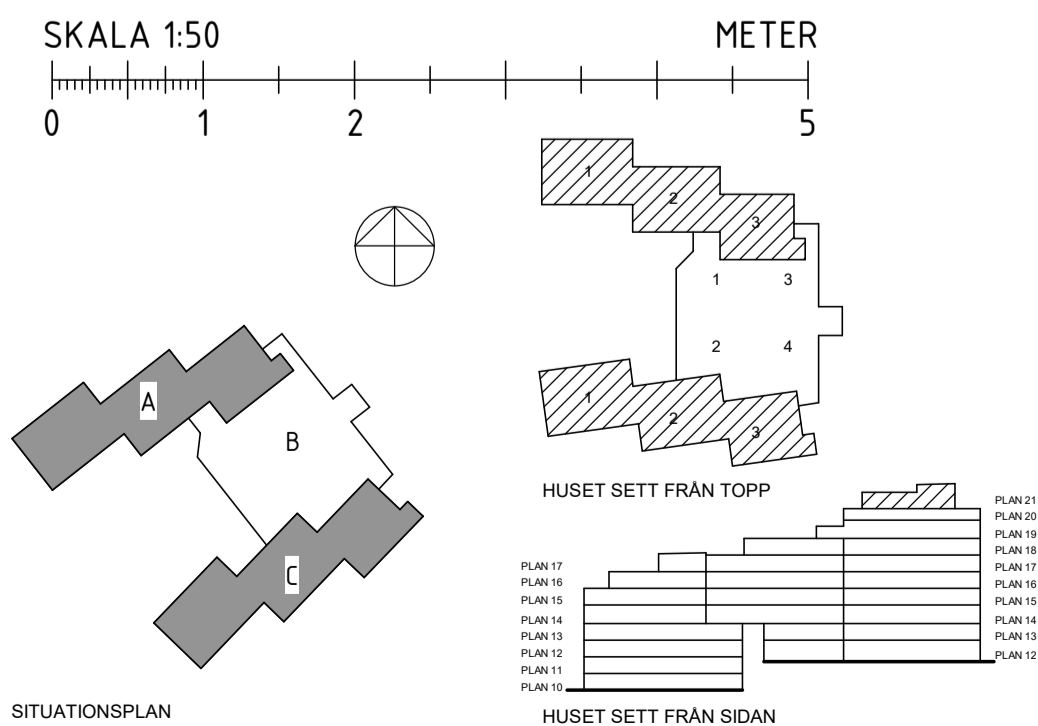 SKALA 1:50 METER
0 1 2 5
1
2
3
1 3
2 4
1
2
3
A
B
C
HUSET SETT FRÅN TOPP
PLAN 21
PLAN 20
PLAN 19
PLAN 18
PLAN 17
PLAN 16
PLAN 15
PLAN 14
PLAN 13
PLAN 12
PLAN 17
PLAN 16
PLAN 15
PLAN 14
PLAN 13
PLAN 12
PLAN 11
PLAN 10
SITUATIONSPLAN
HUSET SETT FRÅN SIDAN